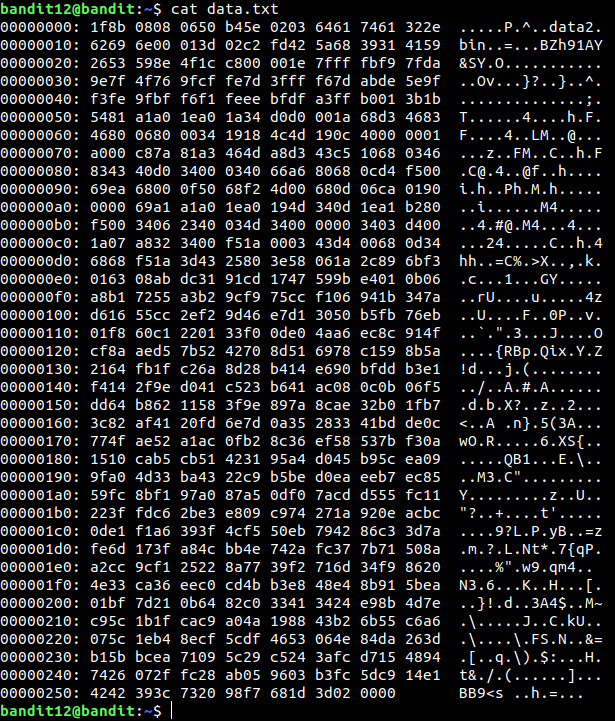 bandit12@bandit:~$ cat data.txt
00000000: 1f8b 0808 0650 b45e 0203 6461 7461 322e  .....P.^..data2.
00000010: 6269 6e00 013d 02c2 fd42 5a68 3931 4159  bin..=...BZh91AY
00000020: 2653 598e 4f1c c800 001e 7fff fbf9 7fda  &SY.O...........
00000030: 9e7f 4f76 9fcf fe7d 3fff f67d abde 5e9f  ..Ov...}?..}..^.
00000040: f3fe 9fbf f6f1 feee bfdf a3ff b001 3b1b  ..............;.
00000050: 5481 a1a0 1ea0 1a34 d0d0 001a 68d3 4683  T......4....h.F.
00000060: 4680 0680 0034 1918 4c4d 190c 4000 0001  F....4..LM..@...
00000070: a000 c87a 81a3 464d a8d3 43c5 1068 0346  ...z..FM..C..h.F
00000080: 8343 40d0 3400 0340 66a6 8068 0cd4 f500  .C@.4..@f..h....
00000090: 69ea 6800 0f50 68f2 4d00 680d 06ca 0190  i.h..Ph.M.h.....
000000a0: 0000 69a1 a1a0 1ea0 194d 340d 1ea1 b280  ..i......M4.....
000000b0: f500 3406 2340 034d 3400 0000 3403 d400  ..4.#@.M4...4...
000000c0: 1a07 a832 3400 f51a 0003 43d4 0068 0d34  ...24.....C..h.4
000000d0: 6868 f51a 3d43 2580 3e58 061a 2c89 6bf3  hh..=C%.>X..,.k.
000000e0: 0163 08ab dc31 91cd 1747 599b e401 0b06  .c...1...GY.....
000000f0: a8b1 7255 a3b2 9cf9 75cc f106 941b 347a  ..rU....u.....4z
00000100: d616 55cc 2ef2 9d46 e7d1 3050 b5fb 76eb  ..U....F..0P..v.
00000110: 01f8 60c1 2201 33f0 0de0 4aa6 ec8c 914f  ..`.".3...J....O
00000120: cf8a aed5 7b52 4270 8d51 6978 c159 8b5a  ....{RBp.Qix.Y.Z
00000130: 2164 fb1f c26a 8d28 b414 e690 bfdd b3e1  !d...j.(........
00000140: f414 2f9e d041 c523 b641 ac08 0c0b 06f5  ../..A.#.A......
00000150: dd64 b862 1158 3f9e 897a 8cae 32b0 1fb7  .d.b.X?..z..2...
00000160: 3c82 af41 20fd 6e7d 0a35 2833 41bd de0c  <..A .n}.5(3A...
00000170: 774f ae52 a1ac 0fb2 8c36 ef58 537b f30a  wO.R.....6.XS{..
00000180: 1510 cab5 cb51 4231 95a4 d045 b95c ea09  .....QB1...E.\..
00000190: 9fa0 4d33 ba43 22c9 b5be d0ea eeb7 ec85  ..M3.C".........
000001a0: 59fc 8bf1 97a0 87a5 0df0 7acd d555 fc11  Y.........z..U..
000001b0: 223f fdc6 2be3 e809 c974 271a 920e acbc  "?..+....t'.....
000001c0: 0de1 f1a6 393f 4cf5 50eb 7942 86c3 3d7a  ....9?L.P.yB..=z
000001d0: fe6d 173f a84c bb4e 742a fc37 7b71 508a  .m.?.L.Nt*.7{qP.
000001e0: a2cc 9cf1 2522 8a77 39f2 716d 34f9 8620  ....%".w9.qm4..
000001f0: 4e33 ca36 eec0 cd4b b3e8 48e4 8b91 5bea  N3.6...K..H...[.
00000200: 01bf 7d21 0b64 82c0 3341 3424 e98b 4d7e  ..}!.d..3A4$..M~
00000210: c95c 1b1f cac9 a04a 1988 43b2 6b55 c6a6  .\.....J..C.kU..
00000220: 075c 1eb4 8ecf 5cdf 4653 064e 84da 263d  .\....\.FS.N..&=
00000230: b15b bcea 7109 5c29 c524 3afc d715 4894  .[..q.\).$:...H.
00000240: 7426 072f fc28 ab05 9603 b3fc 5dc9 14e1  t&./.(......]...
00000250: 4242 393c 7320 98f7 681d 3d02 0000       BB9<s ..h.=...
bandit12@bandit:~$